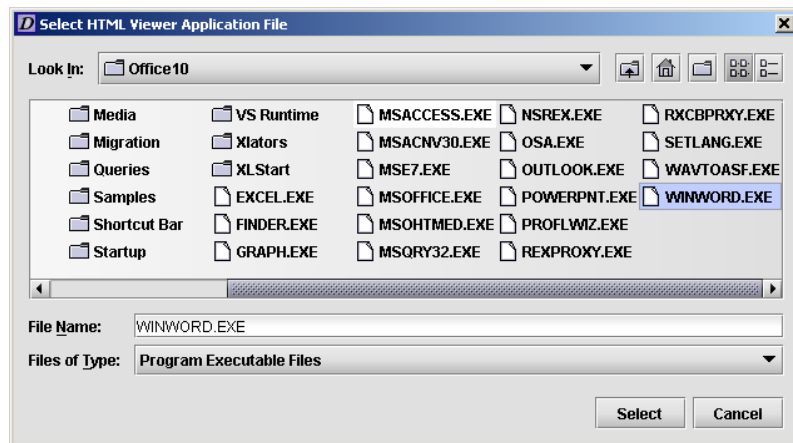 D Select HTML Viewer Application File
Look In: Office10
Media VS Runtime MSACCESS.EXE NSREX.EXE RXCBPRXY.EXE
Migration Xlators MSACNV30.EXE OSA.EXE SETLANG.EXE
Queries XLStart MSE7.EXE OUTLOOK.EXE WAVTOASF.EXE
Samples EXCEL.EXE MSOFFICE.EXE POWERPNT.EXE WINWORD.EXE
Shortcut Bar FINDER.EXE MSOHTMED.EXE PROFLWIZ.EXE
Startup GRAPH.EXE MSQRY32.EXE REXPROXY.EXE
File Name: WINWORD.EXE
Files of Type: Program Executable Files
Select Cancel